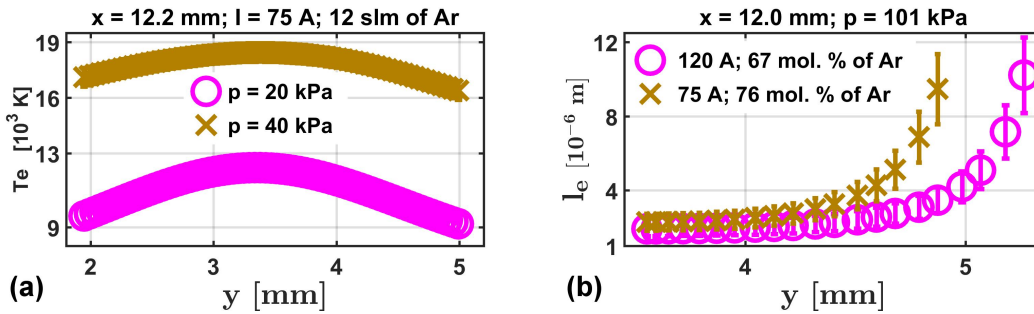 x = 12.2 mm; I = 75 A; 12 slm of Ar
19
16
13
9
Te [10³ K]
p = 20 kPa
p = 40 kPa
2 3 4 5
y [mm]
(a)
x = 12.0 mm; p = 101 kPa
12
8
4
1
lₑ [10⁻⁶ m]
120 A; 67 mol. % of Ar
75 A; 76 mol. % of Ar
4 5
y [mm]
(b)